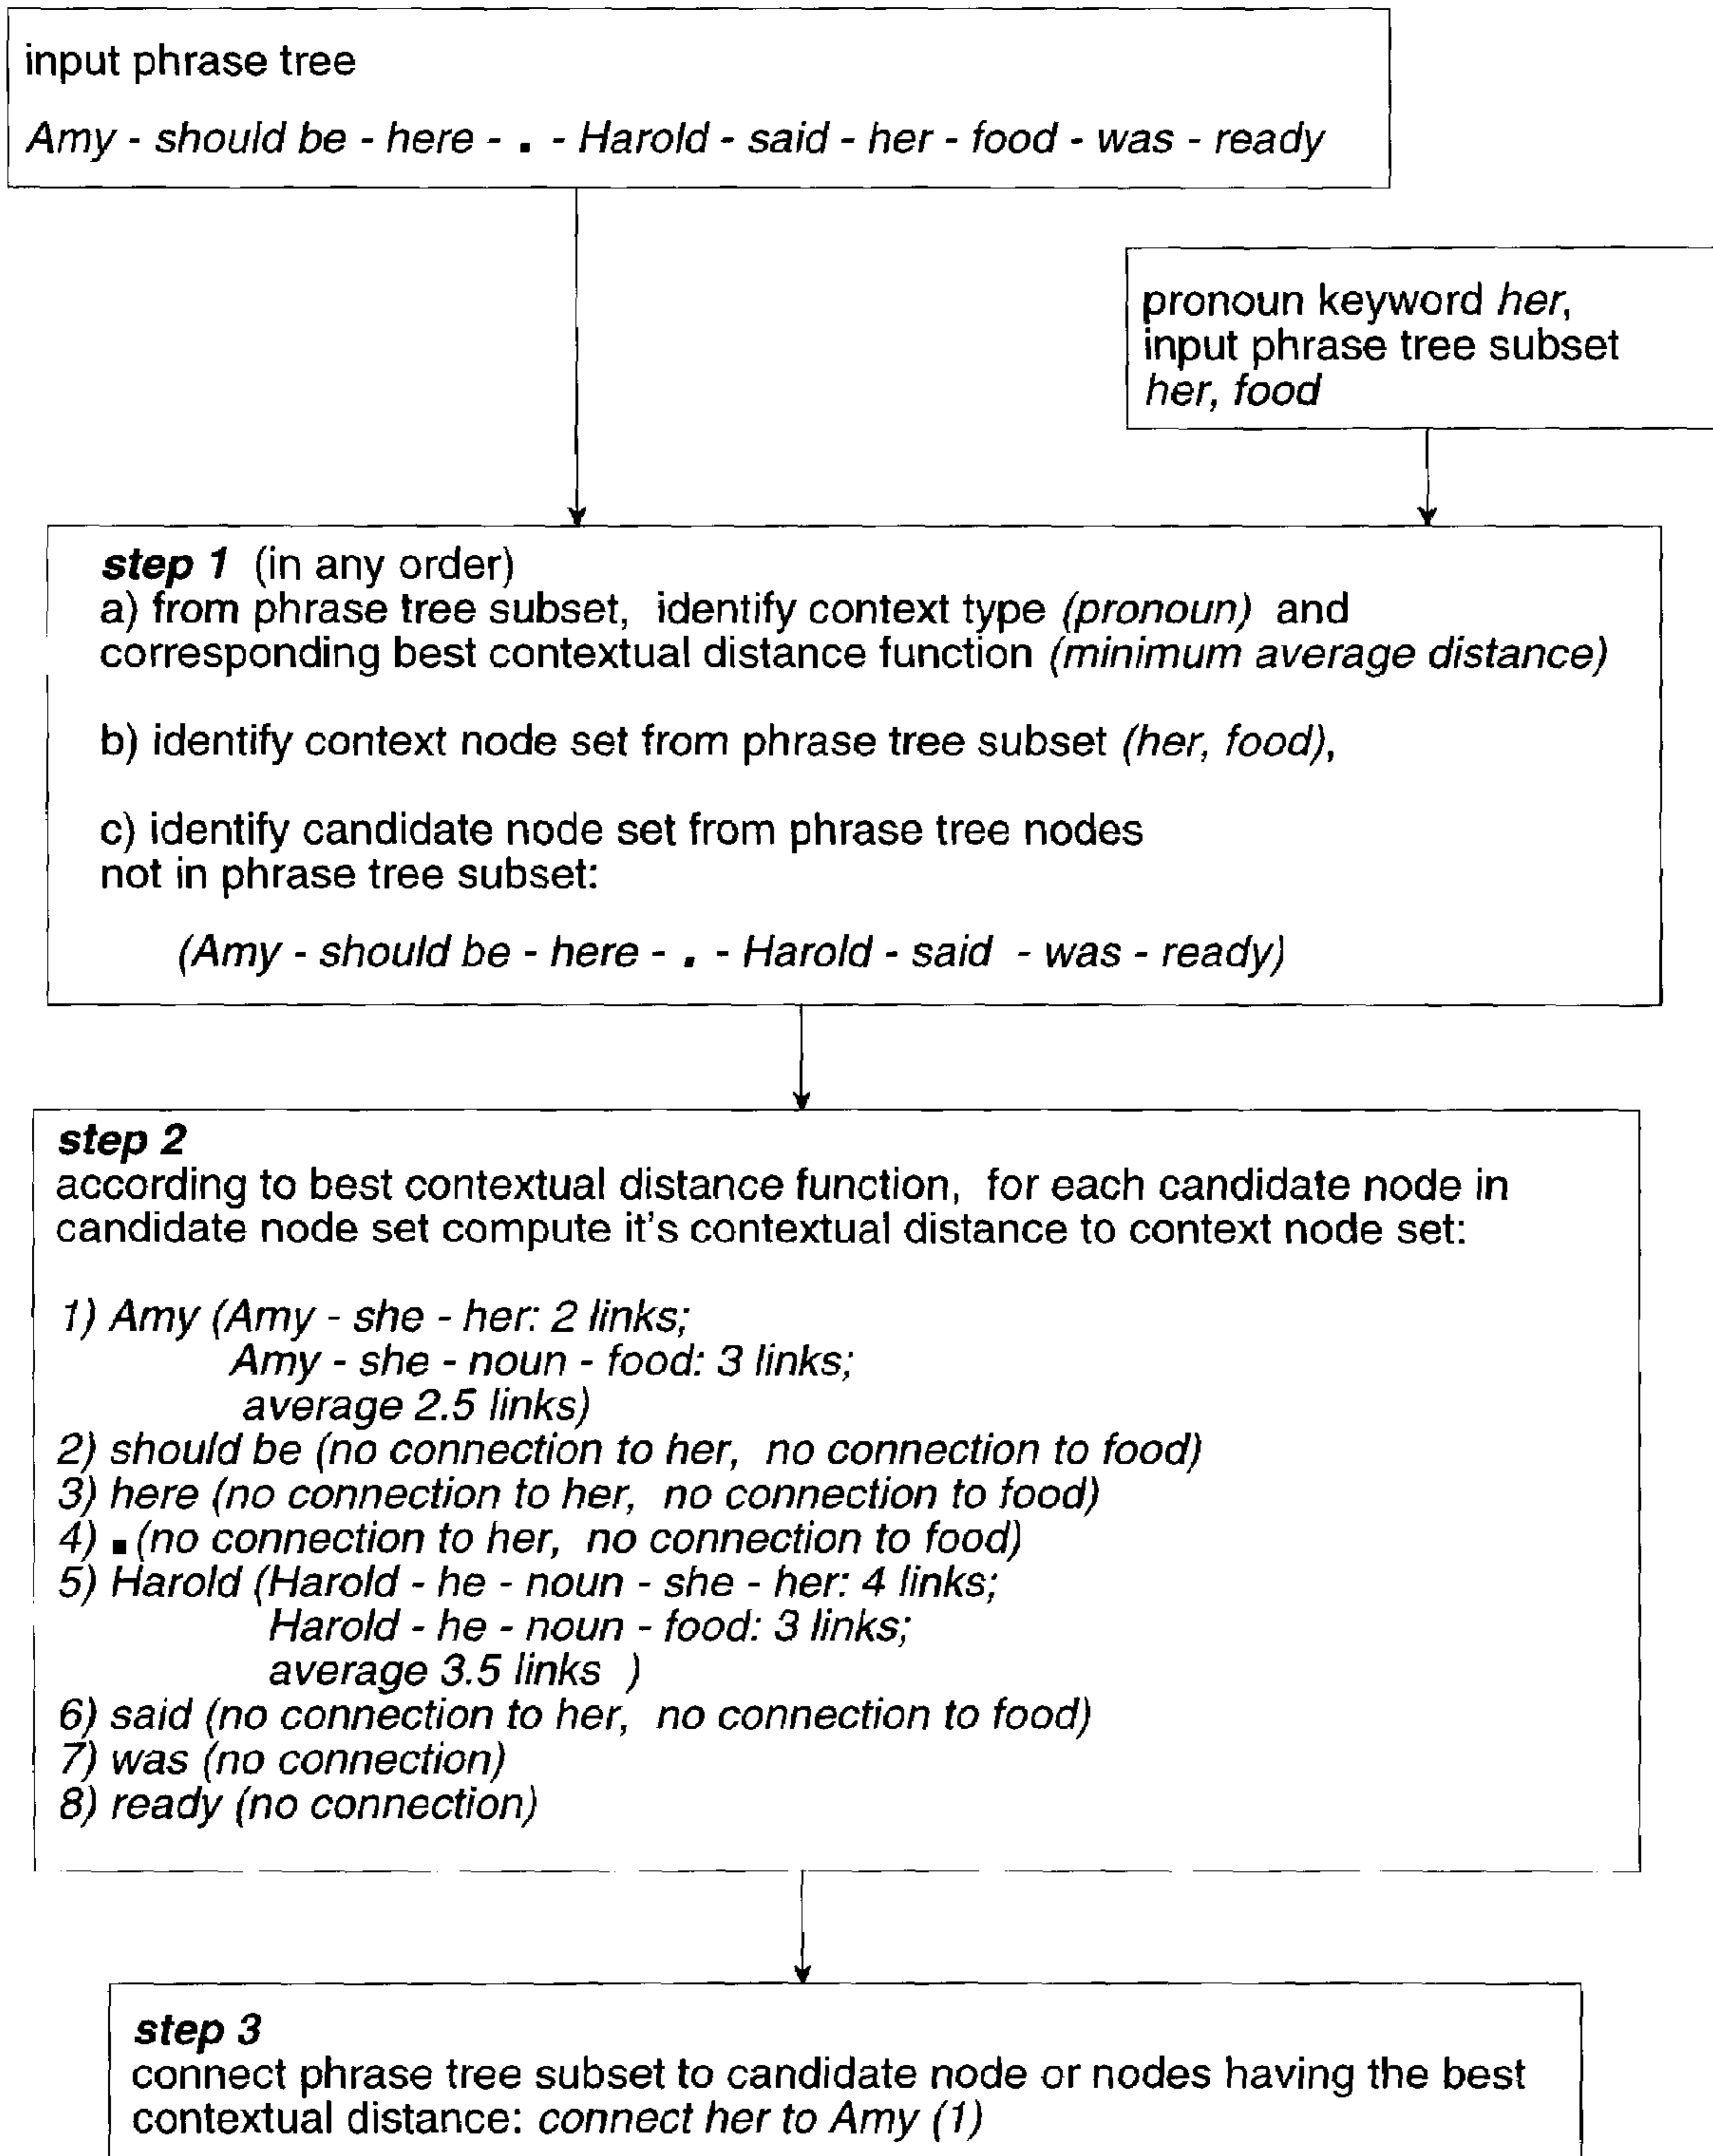 input phrase tree
Amy - should be - here - . - Harold - said - her - food - was - ready
pronoun keyword her,
input phrase tree subset
her, food
step 1 (in any order)
a) from phrase tree subset, identify context type (pronoun) and
corresponding best contextual distance function (minimum average distance)
b) identify context node set from phrase tree subset (her, food),
c) identify candidate node set from phrase tree nodes
not in phrase tree subset:
(Amy - should be - here - . - Harold - said - was - ready)
step 2
according to best contextual distance function, for each candidate node in
candidate node set compute it's contextual distance to context node set:
1) Amy (Amy - she - her: 2 links;
Amy - she - noun - food: 3 links;
average 2.5 links)
2) should be (no connection to her, no connection to food)
3) here (no connection to her, no connection to food)
4) . (no connection to her, no connection to food)
5) Harold (Harold - he - noun - she - her: 4 links;
Harold - he - noun - food: 3 links;
average 3.5 links )
6) said (no connection to her, no connection to food)
7) was (no connection)
8) ready (no connection)
step 3
connect phrase tree subset to candidate node or nodes having the best
contextual distance: connect her to Amy (1)